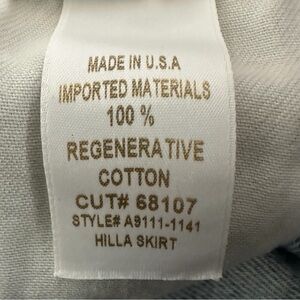 MADE IN U.S.A
IMPORTED MATERIALS
100 %
REGENERATIVE
COTTON
CUT# 68107
STYLE# A9111-1141
HILLA SKIRT